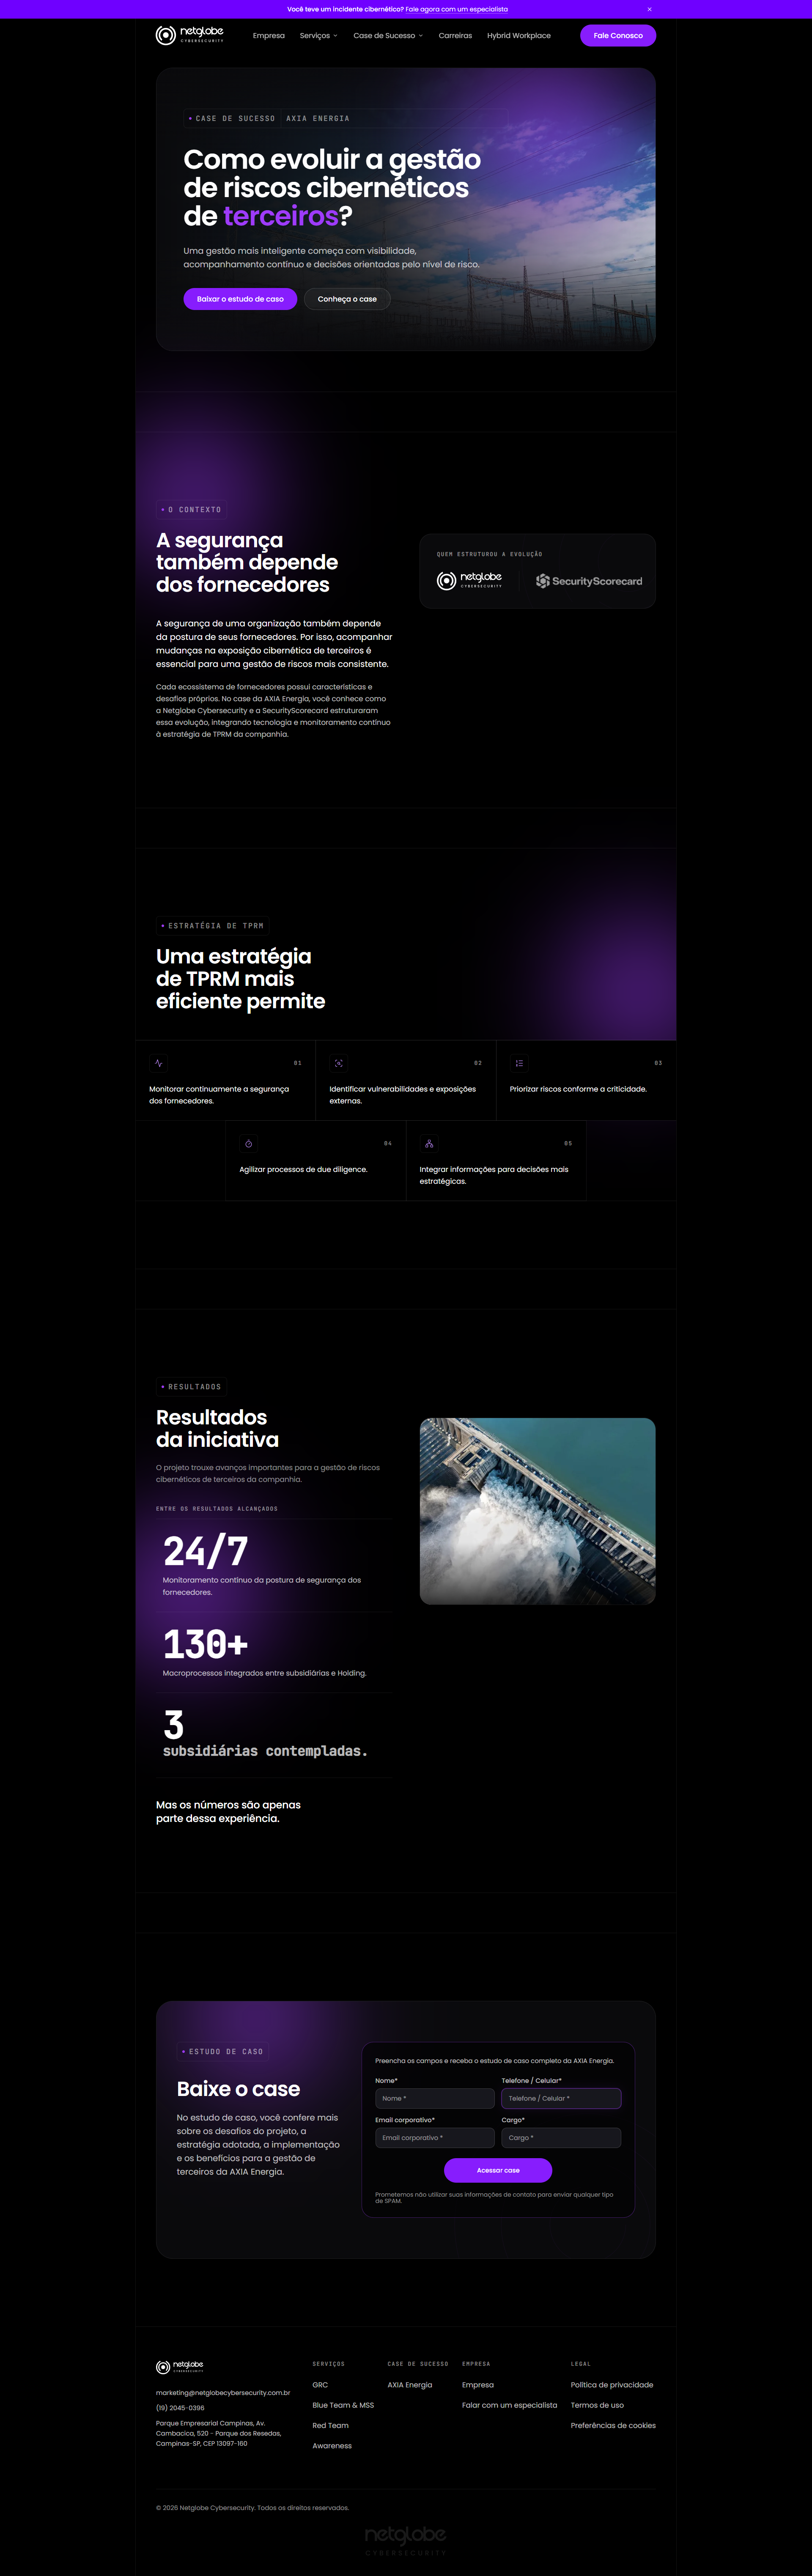 Você teve um incidente cibernético? Fale agora com um especialista
netglobe
CYBERSECURITY
Empresa
Serviços
Case de Sucesso
Carreiras
Hybrid Workplace
Fale Conosco
CASE DE SUCESSO
AXIA ENERGIA
Como evoluir a gestão
de riscos cibernéticos
de terceiros?
Uma gestão mais inteligente começa com visibilidade,
acompanhamento contínuo e decisões orientadas pelo nível de risco.
Baixar o estudo de caso
Conheça o case
O CONTEXTO
A segurança
também depende
dos fornecedores
A segurança de uma organização também depende
da postura de seus fornecedores. Por isso, acompanhar
mudanças na exposição cibernética de terceiros é
essencial para uma gestão de riscos mais consistente.
Cada ecossistema de fornecedores possui características e
desafios próprios. No case da AXIA Energia, você conhece como
a Netglobe Cybersecurity e a SecurityScorecard estruturaram
essa evolução, integrando tecnologia e monitoramento contínuo
à estratégia de TPRM da companhia.
QUEM ESTRUTUROU A EVOLUÇÃO
netglobe
CYBERSECURITY
SecurityScorecard
ESTRATÉGIA DE TPRM
Uma estratégia
de TPRM mais
eficiente permite
01
Monitorar continuamente a segurança
dos fornecedores.
02
Identificar vulnerabilidades e exposições
externas.
03
Priorizar riscos conforme a criticidade.
04
Agilizar processos de due diligence.
05
Integrar informações para decisões mais
estratégicas.
RESULTADOS
Resultados
da iniciativa
O projeto trouxe avanços importantes para a gestão de riscos
cibernéticos de terceiros da companhia.
ENTRE OS RESULTADOS ALCANÇADOS
24/7
Monitoramento contínuo da postura de segurança dos
fornecedores.
130+
Macroprocessos integrados entre subsidiárias e Holding.
3
subsidiárias contempladas.
Mas os números são apenas
parte dessa experiência.
ESTUDO DE CASO
Baixe o case
No estudo de caso, você confere mais
sobre os desafios do projeto, a
estratégia adotada, a implementação
e os benefícios para a gestão de
terceiros da AXIA Energia.
Preencha os campos e receba o estudo de caso completo da AXIA Energia.
Nome*
Telefone / Celular*
Nome *
Telefone / Celular *
Email corporativo*
Cargo*
Email corporativo *
Cargo *
Acessar case
Prometemos não utilizar suas informações de contato para enviar qualquer tipo
de SPAM.
netglobe
CYBERSECURITY
marketing@netglobecybersecurity.com.br
(19) 2045-0396
Parque Empresarial Campinas, Av.
Cambacica, 520 - Parque dos Resedas,
Campinas-SP, CEP 13097-160
SERVIÇOS
GRC
Blue Team & MSS
Red Team
Awareness
CASE DE SUCESSO
AXIA Energia
EMPRESA
Empresa
Falar com um especialista
LEGAL
Política de privacidade
Termos de uso
Preferências de cookies
© 2026 Netglobe Cybersecurity. Todos os direitos reservados.
netglobe
CYBERSECURITY